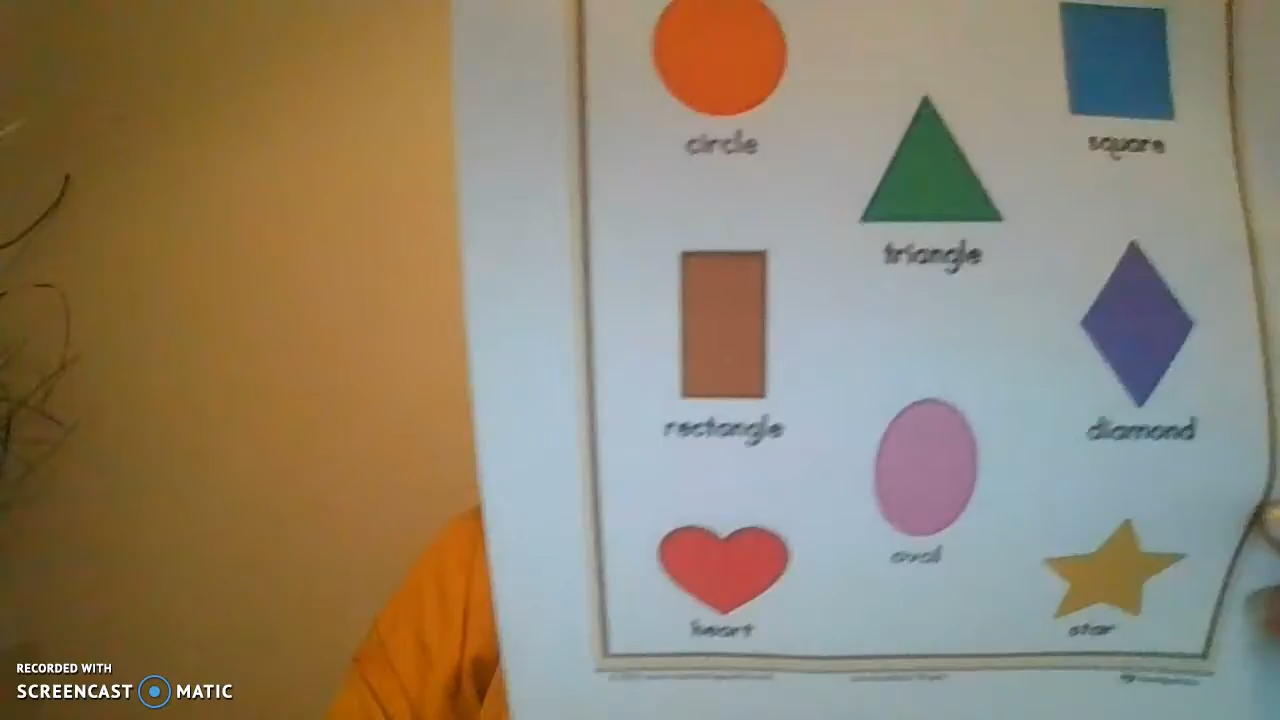 circle
square
triangle
rectangle
diamond
oval
heart
star
RECORDED WITH
SCREENCAST MATIC